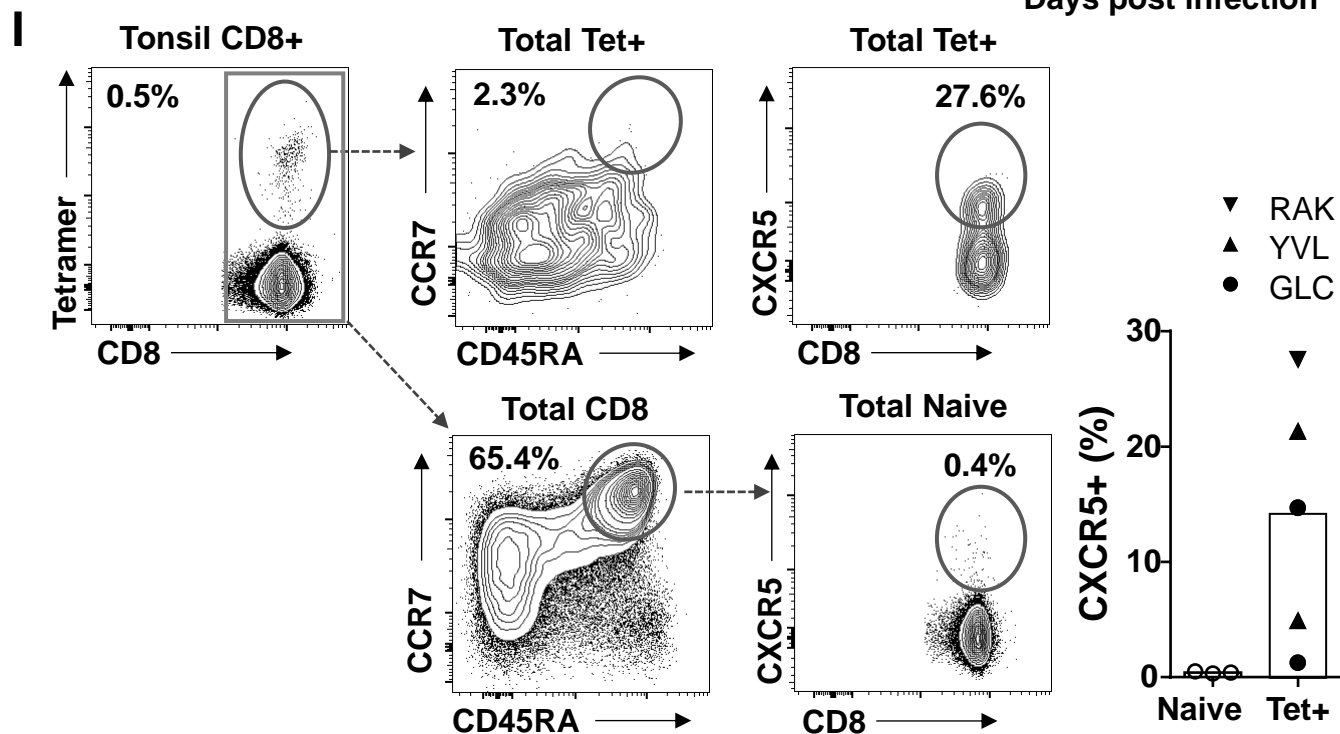 Days post infection
I
Tonsil CD8+
Total Tet+
Total Tet+
0.5%
2.3%
27.6%
Tetramer
CCR7
CXCR5
CD8
CD45RA
CD8
RAK
YVL
GLC
Total CD8
Total Naive
65.4%
0.4%
CCR7
CXCR5
CD45RA
CD8
CXCR5+ (%)
30
20
10
0
Naive
Tet+